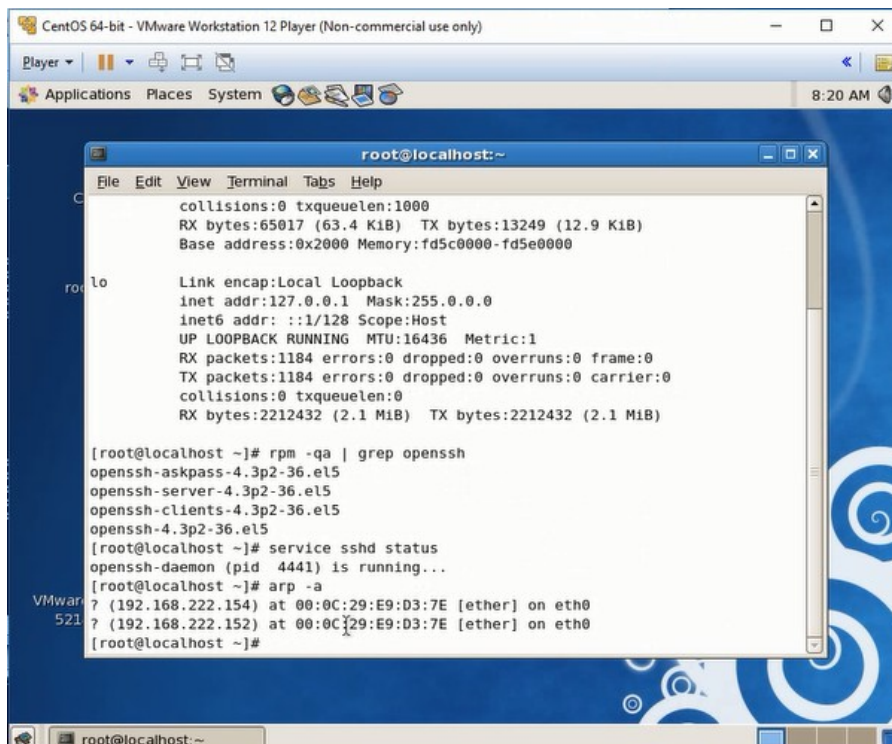 CentOS 64-bit - VMware Workstation 12 Player (Non-commercial use only)
Player
Applications Places System 8:20 AM
root@localhost:~
File Edit View Terminal Tabs Help
collisions:0 txqueuelen:1000
RX bytes:65017 (63.4 KiB) TX bytes:13249 (12.9 KiB)
Base address:0x2000 Memory:fd5c0000-fd5e0000
lo Link encap:Local Loopback
inet addr:127.0.0.1 Mask:255.0.0.0
inet6 addr: ::1/128 Scope:Host
UP LOOPBACK RUNNING MTU:16436 Metric:1
RX packets:1184 errors:0 dropped:0 overruns:0 frame:0
TX packets:1184 errors:0 dropped:0 overruns:0 carrier:0
collisions:0 txqueuelen:0
RX bytes:2212432 (2.1 MiB) TX bytes:2212432 (2.1 MiB)
[root@localhost ~]# rpm -qa | grep openssh
openssh-askpass-4.3p2-36.el5
openssh-server-4.3p2-36.el5
openssh-clients-4.3p2-36.el5
openssh-4.3p2-36.el5
[root@localhost ~]# service sshd status
openssh-daemon (pid 4441) is running...
[root@localhost ~]# arp -a
? (192.168.222.154) at 00:0C:29:E9:D3:7E [ether] on eth0
? (192.168.222.152) at 00:0C:29:E9:D3:7E [ether] on eth0
[root@localhost ~]#
VMwar
521
root@localhost:~